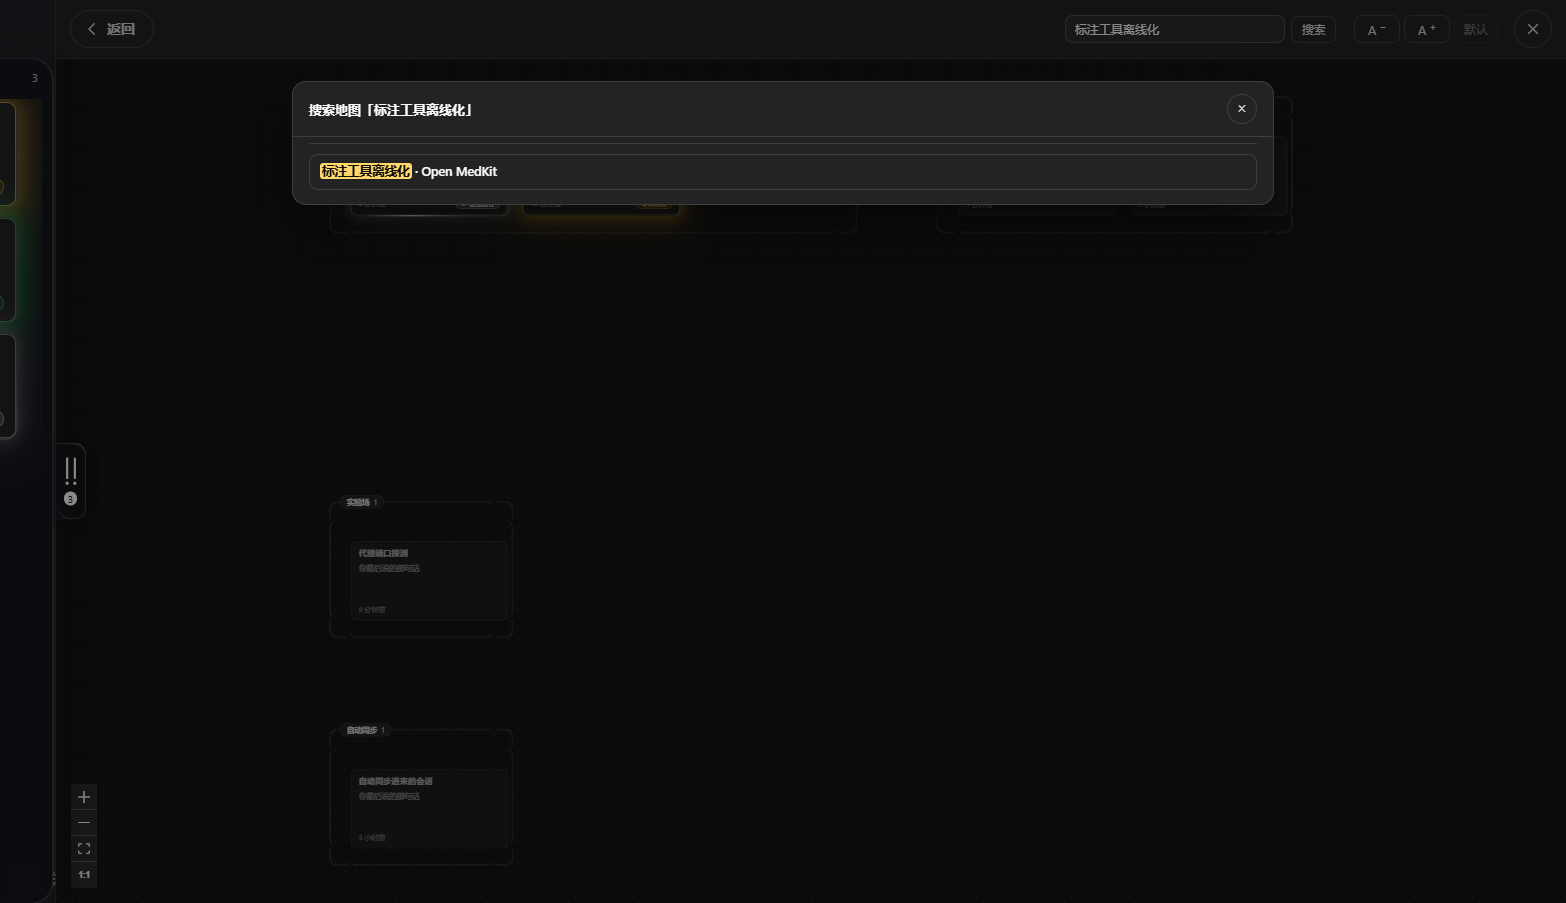 返回
标注工具离线化
搜索
A⁻
A⁺
默认
3
搜索地图「标注工具离线化」
标注工具离线化 · Open MedKit
3
实验场 1
代理端口探测
你最后说的那句话
8 分钟前
自动同步 1
自动同步进来的会话
你最后说的那句话
5 小时前
1:1